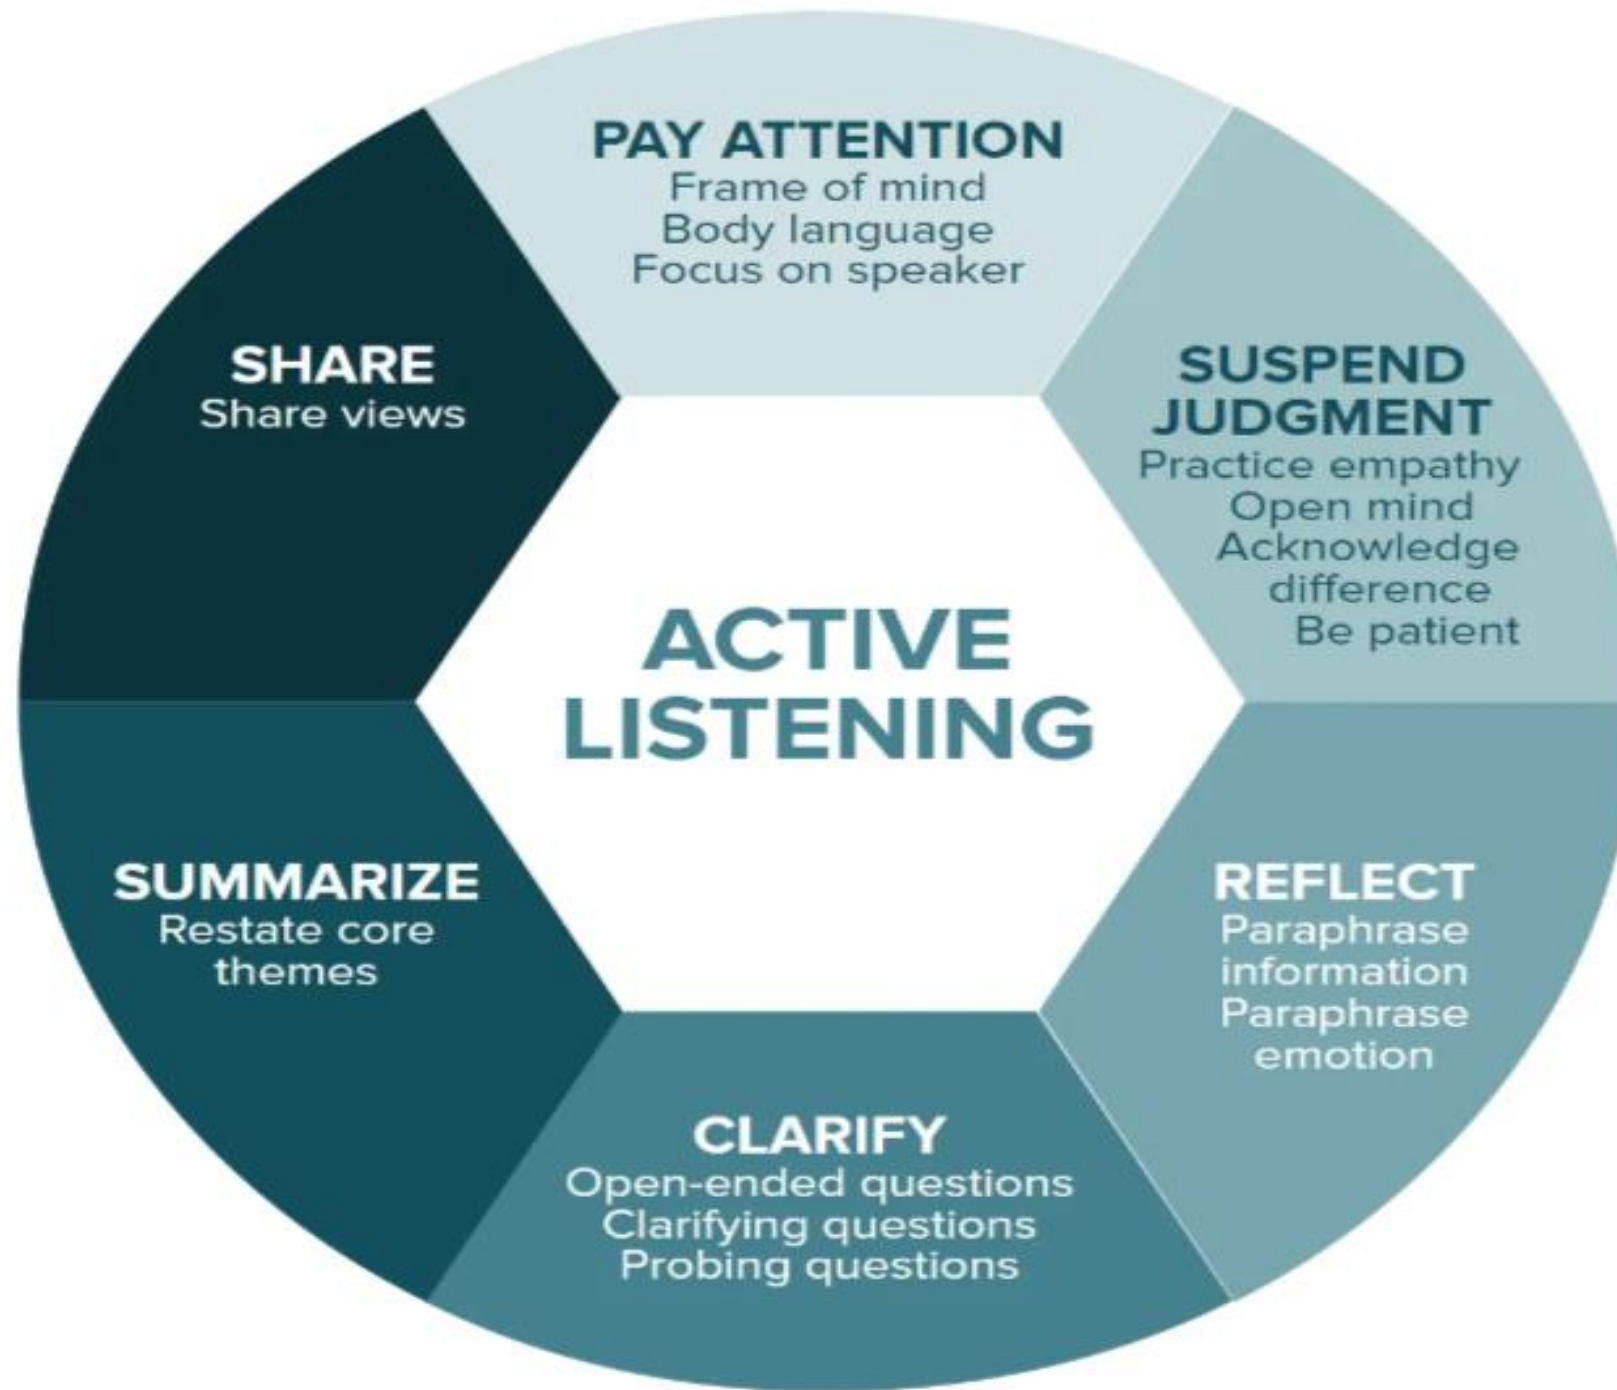 PAY ATTENTION
Frame of mind
Body language
Focus on speaker
SUSPEND
JUDGMENT
Practice empathy
Open mind
Acknowledge
difference
Be patient
REFLECT
Paraphrase
information
Paraphrase
emotion
CLARIFY
Open-ended questions
Clarifying questions
Probing questions
SUMMARIZE
Restate core
themes
SHARE
Share views
ACTIVE
LISTENING